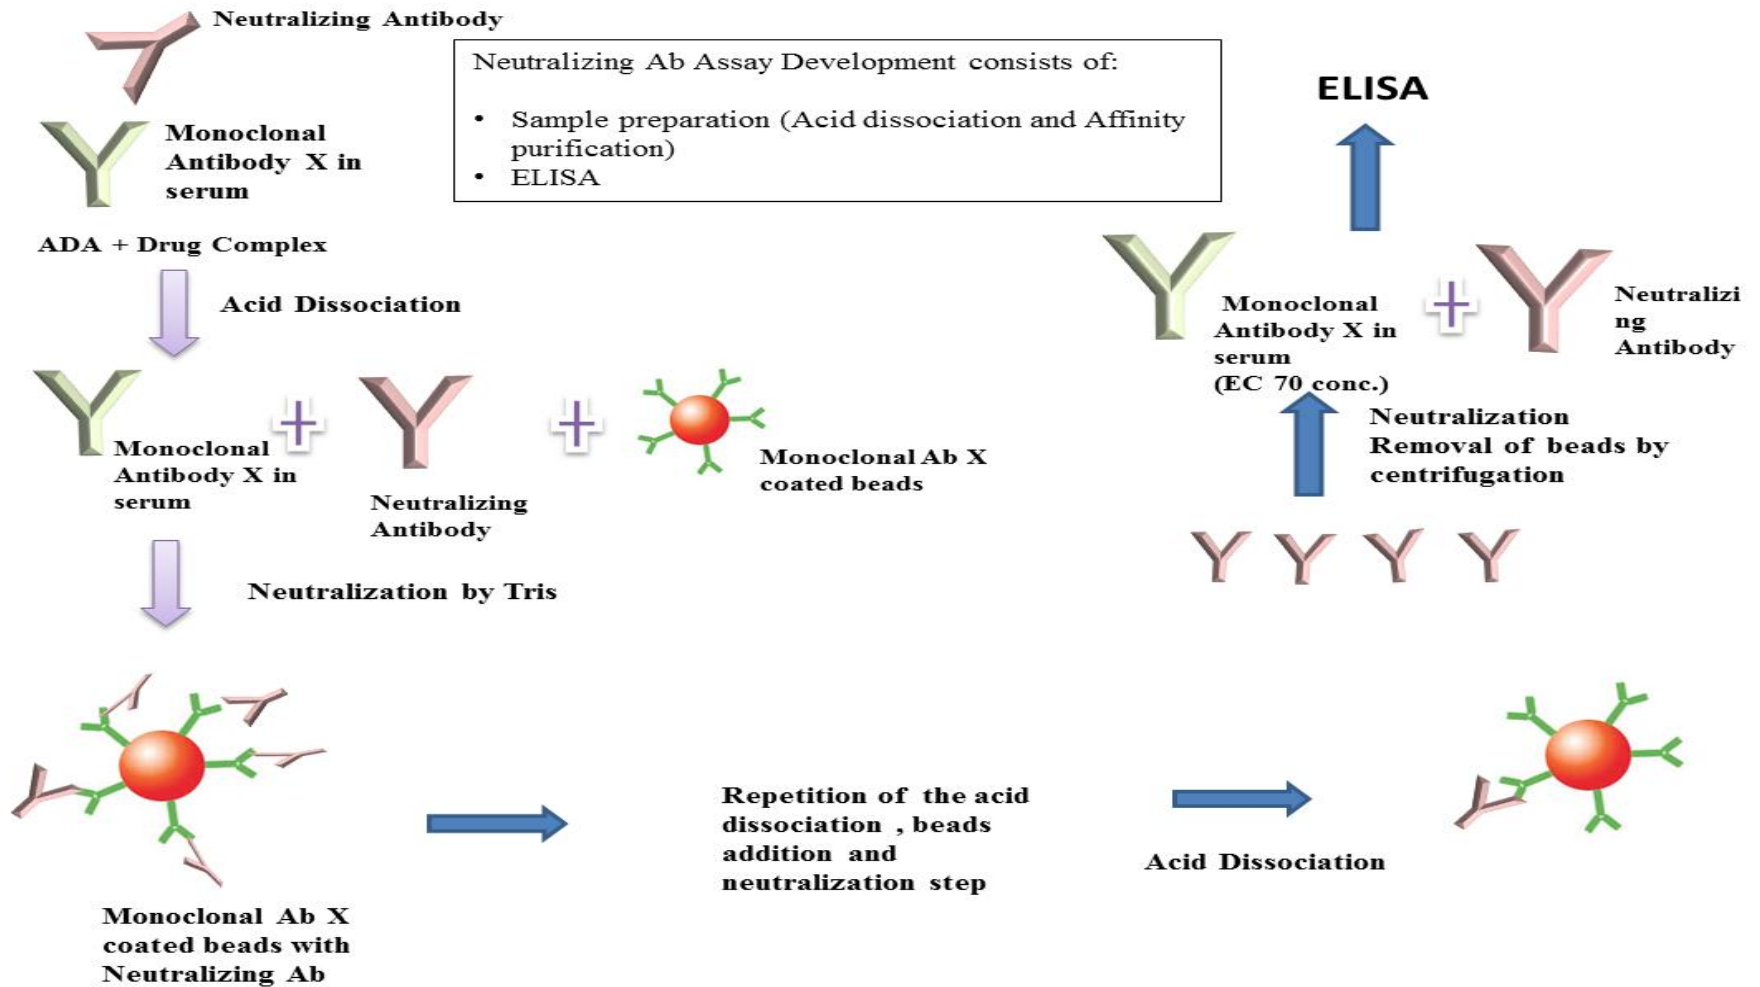 Neutralizing Antibody
Monoclonal
Antibody X in
serum
ADA + Drug Complex
Acid Dissociation
Monoclonal
Antibody X in
serum
Neutralizing
Antibody
Monoclonal Ab X
coated beads
Neutralization by Tris
Monoclonal Ab X
coated beads with
Neutralizing Ab
Neutralizing Ab Assay Development consists of:
• Sample preparation (Acid dissociation and Affinity
purification)
• ELISA
Repetition of the acid
dissociation , beads
addition and
neutralization step
Acid Dissociation
Neutralization
Removal of beads by
centrifugation
Monoclonal
Antibody X in
serum
(EC 70 conc.)
Neutralizi
ng
Antibody
ELISA